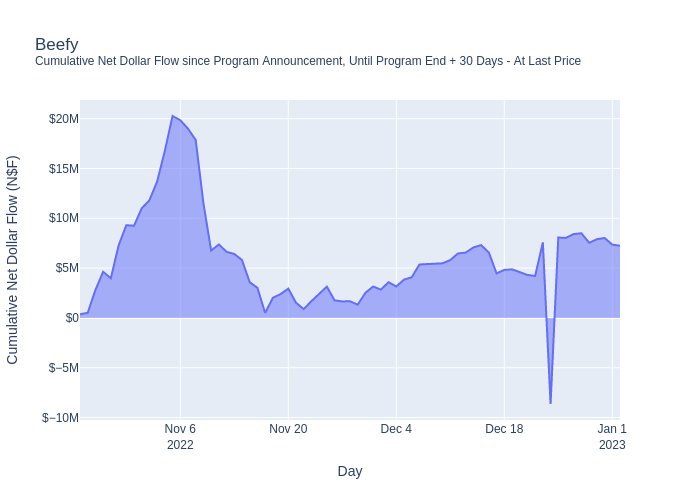 Beefy
Cumulative Net Dollar Flow since Program Announcement, Until Program End + 30 Days - At Last Price
Cumulative Net Dollar Flow (N$F)
$20M
$15M
$10M
$5M
$0
$−5M
$−10M
Nov 6
2022
Nov 20
Dec 4
Dec 18
Jan 1
2023
Day